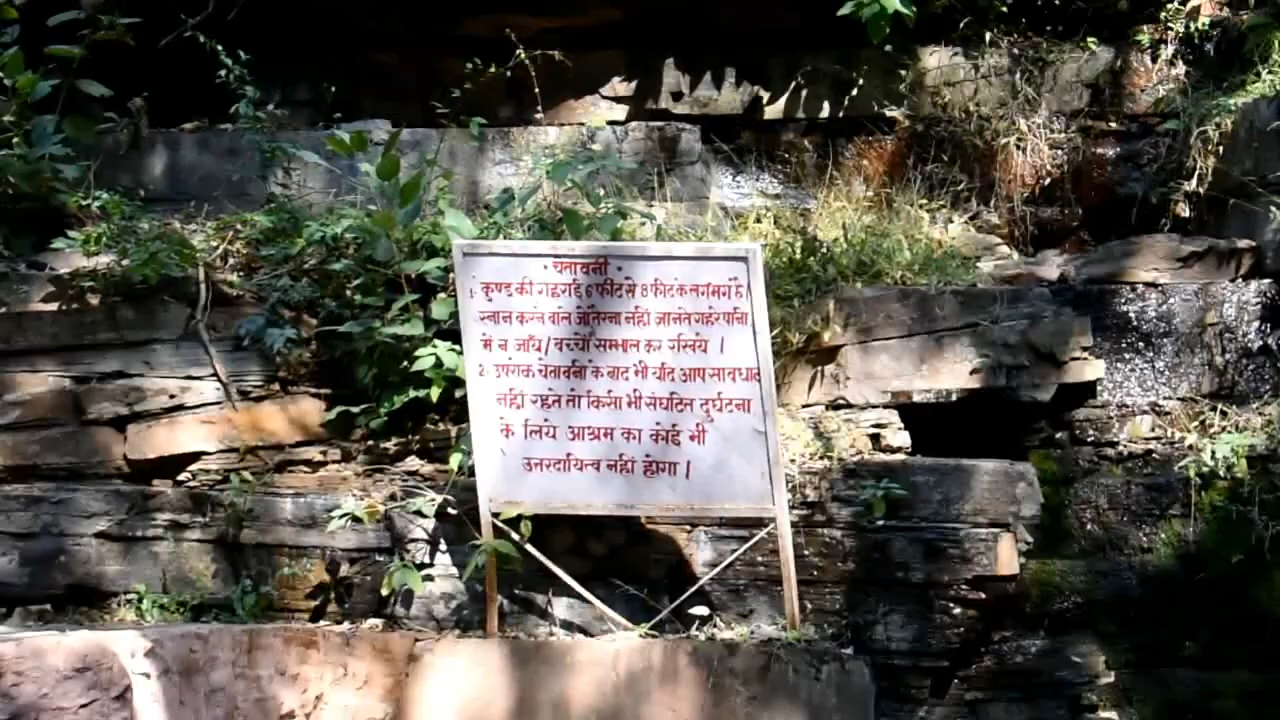 · चेतावनी ·
1. कुण्ड की गहराई 6 फीट से 8 फीट के लगभग है।
स्नान करने वाले जो तैरना नहीं जानते गहरे पानी
में न जायें/बच्चों सम्भाल कर रखिये ।
2. उपरोक्त चेतावनी के बाद भी यदि आप सावधान
नहीं रहते तो किसी भी संघटित दुर्घटना
के लिये आश्रम का कोई भी
उत्तरदायित्व नहीं होगा ।